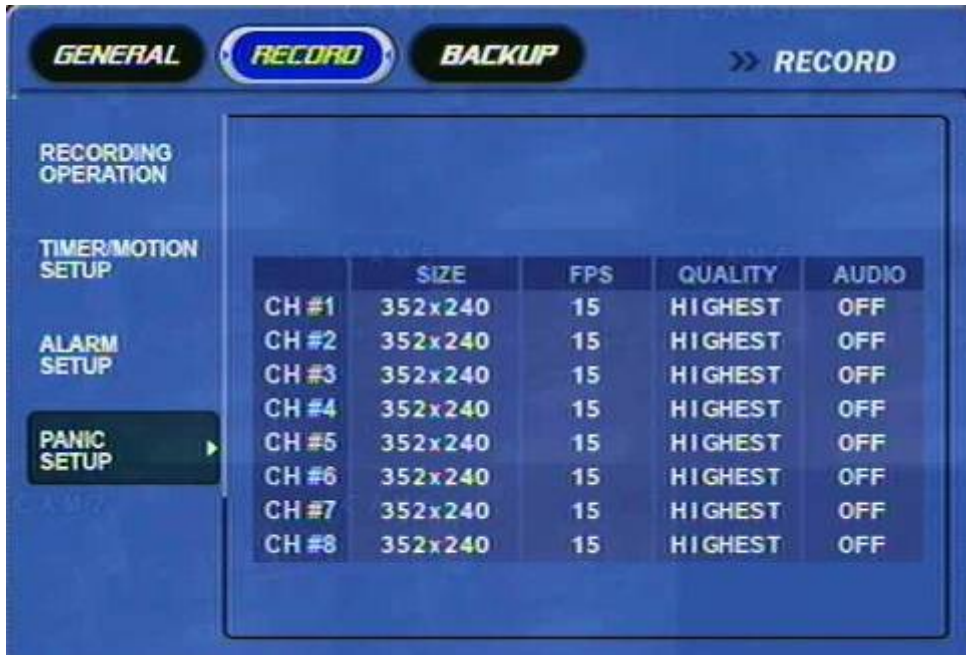 GENERAL RECORD BACKUP >> RECORD
RECORDING
OPERATION
TIMER/MOTION
SETUP
ALARM
SETUP
PANIC
SETUP
SIZE FPS QUALITY AUDIO
CH #1 352x240 15 HIGHEST OFF
CH #2 352x240 15 HIGHEST OFF
CH #3 352x240 15 HIGHEST OFF
CH #4 352x240 15 HIGHEST OFF
CH #5 352x240 15 HIGHEST OFF
CH #6 352x240 15 HIGHEST OFF
CH #7 352x240 15 HIGHEST OFF
CH #8 352x240 15 HIGHEST OFF